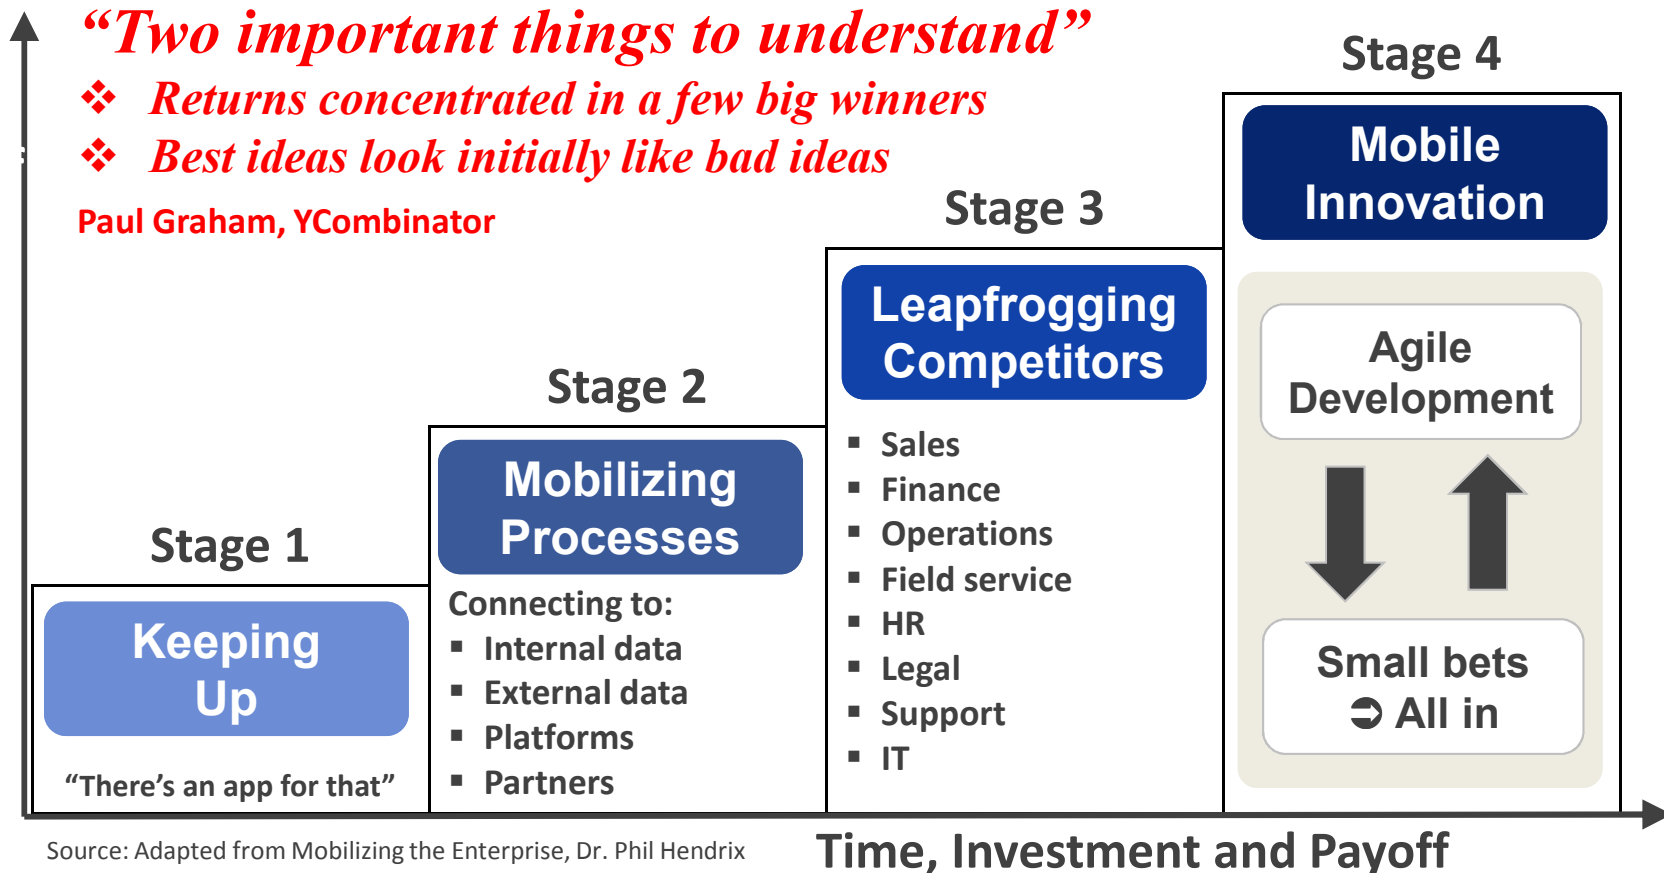 “Two important things to understand”
❖ Returns concentrated in a few big winners
❖ Best ideas look initially like bad ideas
Paul Graham, YCombinator
Stage 1
Keeping
Up
“There’s an app for that”
Stage 2
Mobilizing
Processes
Connecting to:
▪ Internal data
▪ External data
▪ Platforms
▪ Partners
Stage 3
Leapfrogging
Competitors
▪ Sales
▪ Finance
▪ Operations
▪ Field service
▪ HR
▪ Legal
▪ Support
▪ IT
Stage 4
Mobile
Innovation
Agile
Development
Small bets
➲ All in
Time, Investment and Payoff
Source: Adapted from Mobilizing the Enterprise, Dr. Phil Hendrix